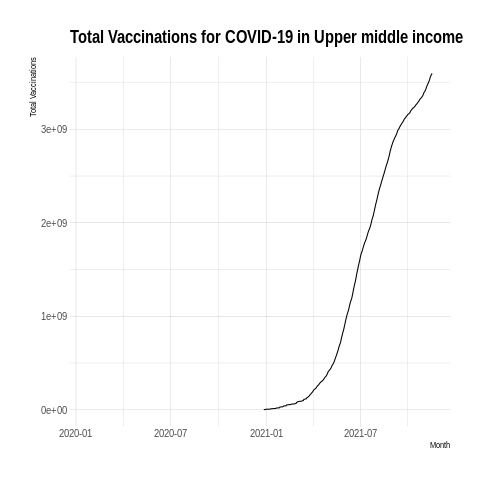 Total Vaccinations for COVID-19 in Upper middle income
Total Vaccinations
3e+09
2e+09
1e+09
0e+00
2020-01 2020-07 2021-01 2021-07
Month